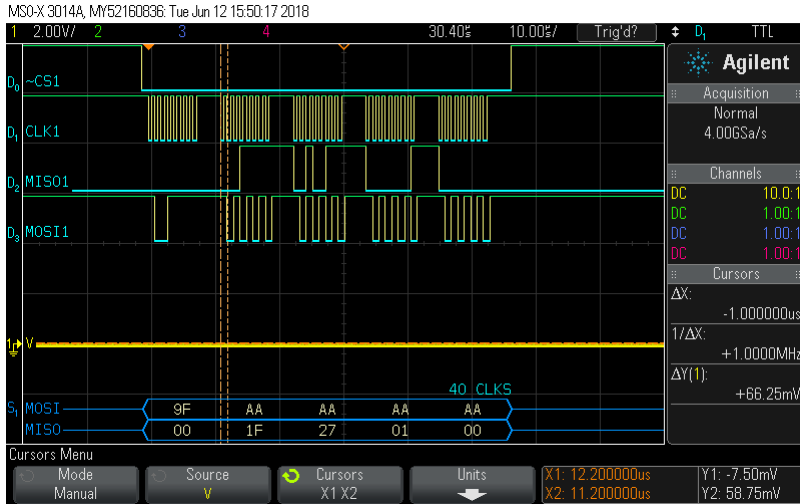 MSO-X 3014A, MY52160836: Tue Jun 12 15:50:17 2018
1 2.00V/ 2 3 4 30.40s 10.00s/ Trig'd? D1 TTL
Agilent
D0 ~CS1
Acquisition
Normal
4.00GSa/s
D1 CLK1
D2 MISO1
Channels
DC 10.0:1
DC 1.00:1
DC 1.00:1
DC 1.00:1
D3 MOSI1
Cursors
ΔX:
-1.000000us
1/ΔX:
+1.0000MHz
ΔY(1):
+66.25mV
1 V
40 CLKS
S1 MOSI 9F AA AA AA AA
MISO 00 1F 27 01 00
Cursors Menu
Mode
Manual
Source
V
Cursors
X1 X2
Units
X1: 12.200000us
X2: 11.200000us
Y1: -7.50mV
Y2: 58.75mV